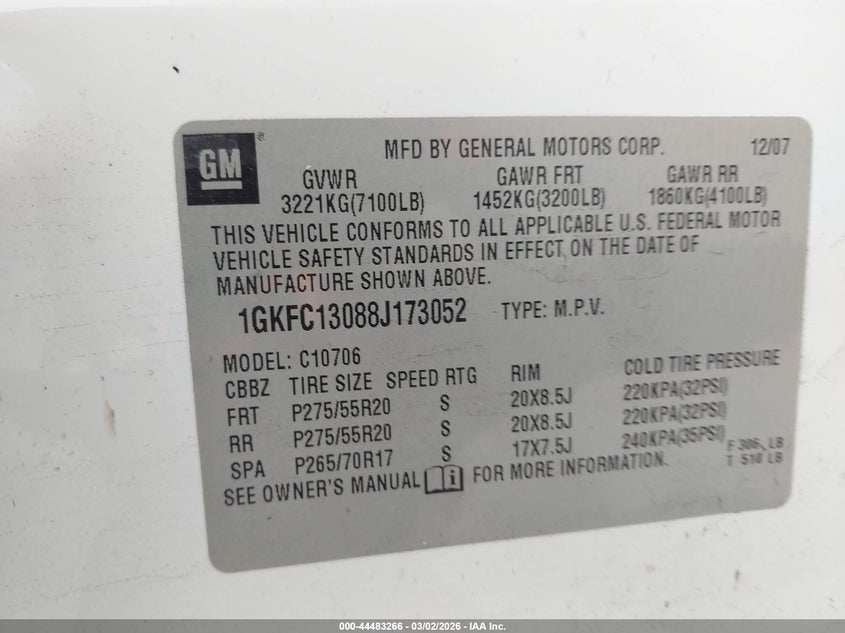 GM ®
MFD BY GENERAL MOTORS CORP. 12/07
GVWR GAWR FRT GAWR RR
3221KG(7100LB) 1452KG(3200LB) 1860KG(4100LB)
THIS VEHICLE CONFORMS TO ALL APPLICABLE U.S. FEDERAL MOTOR
VEHICLE SAFETY STANDARDS IN EFFECT ON THE DATE OF
MANUFACTURE SHOWN ABOVE.
1GKFC13088J173052 TYPE: M.P.V.
MODEL: C10706
CBBZ TIRE SIZE SPEED RTG RIM COLD TIRE PRESSURE
FRT P275/55R20 S 20X8.5J 220KPA(32PSI)
RR P275/55R20 S 20X8.5J 220KPA(32PSI)
SPA P265/70R17 S 17X7.5J 240KPA(35PSI)
F 306 LB
T 510 LB
SEE OWNER'S MANUAL i FOR MORE INFORMATION.
000-44483266 - 03/02/2026 - IAA Inc.